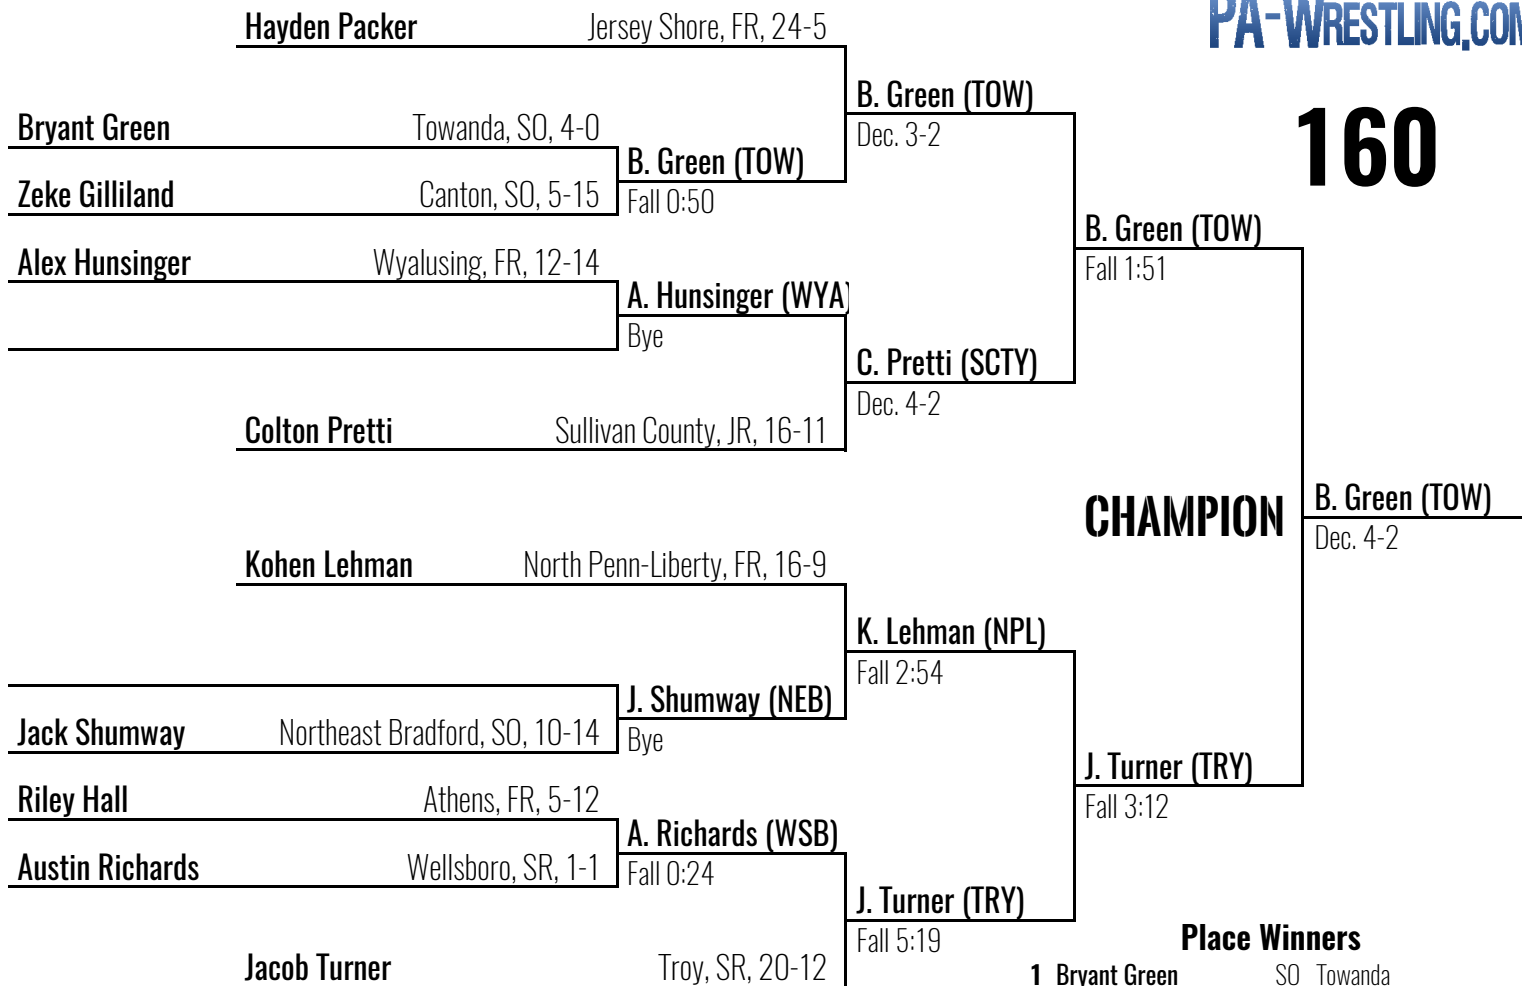 PA-WRESTLING.COM
160
Hayden Packer Jersey Shore, FR, 24-5
B. Green (TOW)
Dec. 3-2
Bryant Green Towanda, SO, 4-0
B. Green (TOW)
Fall 0:50
Zeke Gilliland Canton, SO, 5-15
B. Green (TOW)
Fall 1:51
Alex Hunsinger Wyalusing, FR, 12-14
A. Hunsinger (WYA)
Bye
C. Pretti (SCTY)
Dec. 4-2
Colton Pretti Sullivan County, JR, 16-11
CHAMPION
B. Green (TOW)
Dec. 4-2
Kohen Lehman North Penn-Liberty, FR, 16-9
K. Lehman (NPL)
Fall 2:54
J. Shumway (NEB)
Bye
Jack Shumway Northeast Bradford, SO, 10-14
J. Turner (TRY)
Fall 3:12
Riley Hall Athens, FR, 5-12
A. Richards (WSB)
Fall 0:24
Austin Richards Wellsboro, SR, 1-1
J. Turner (TRY)
Fall 5:19
Jacob Turner Troy, SR, 20-12
Place Winners
1 Bryant Green SO Towanda